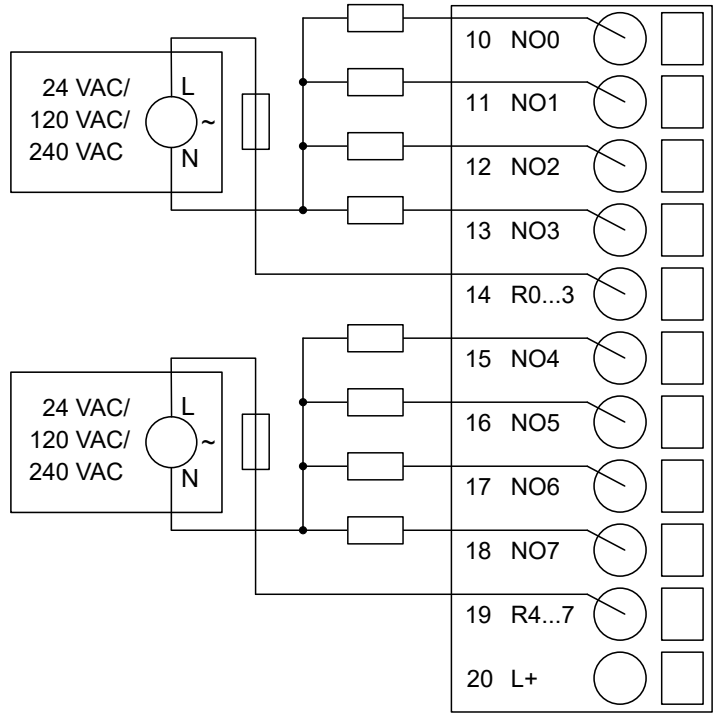 24 VAC/
120 VAC/
240 VAC
L
~
N
10 NO0
11 NO1
12 NO2
13 NO3
14 R0...3
24 VAC/
120 VAC/
240 VAC
L
~
N
15 NO4
16 NO5
17 NO6
18 NO7
19 R4...7
20 L+